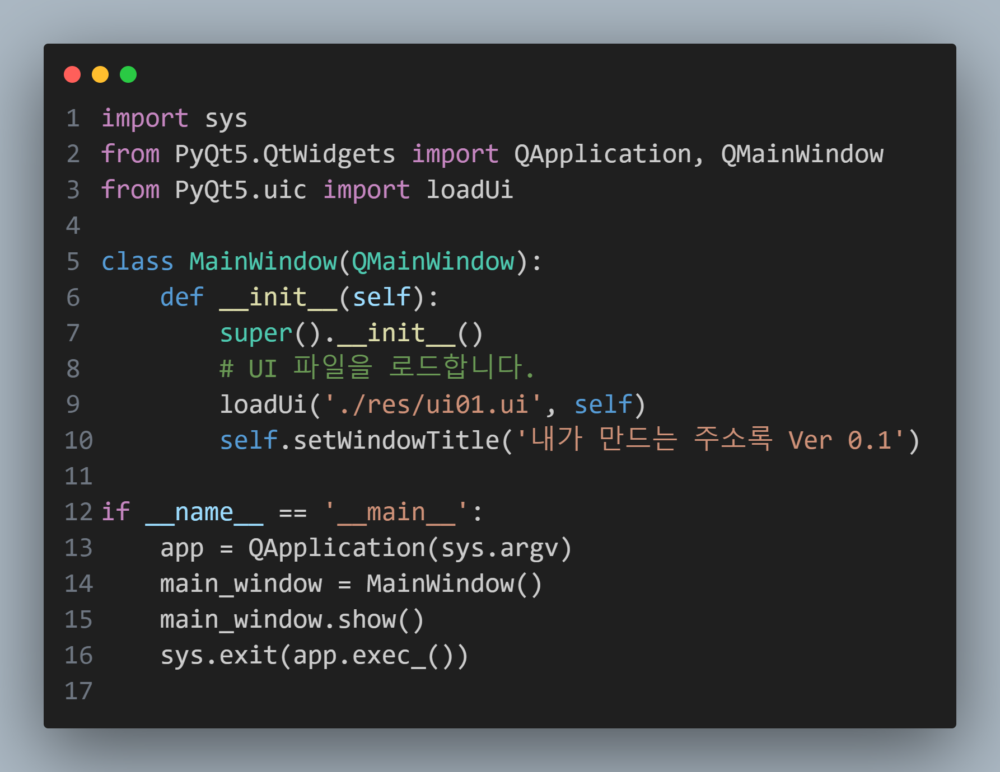 1 import sys
2 from PyQt5.QtWidgets import QApplication, QMainWindow
3 from PyQt5.uic import loadUi
4
5 class MainWindow(QMainWindow):
6     def __init__(self):
7         super().__init__()
8         # UI 파일을 로드합니다.
9         loadUi('./res/ui01.ui', self)
10         self.setWindowTitle('내가 만드는 주소록 Ver 0.1')
11
12 if __name__ == '__main__':
13     app = QApplication(sys.argv)
14     main_window = MainWindow()
15     main_window.show()
16     sys.exit(app.exec_())
17